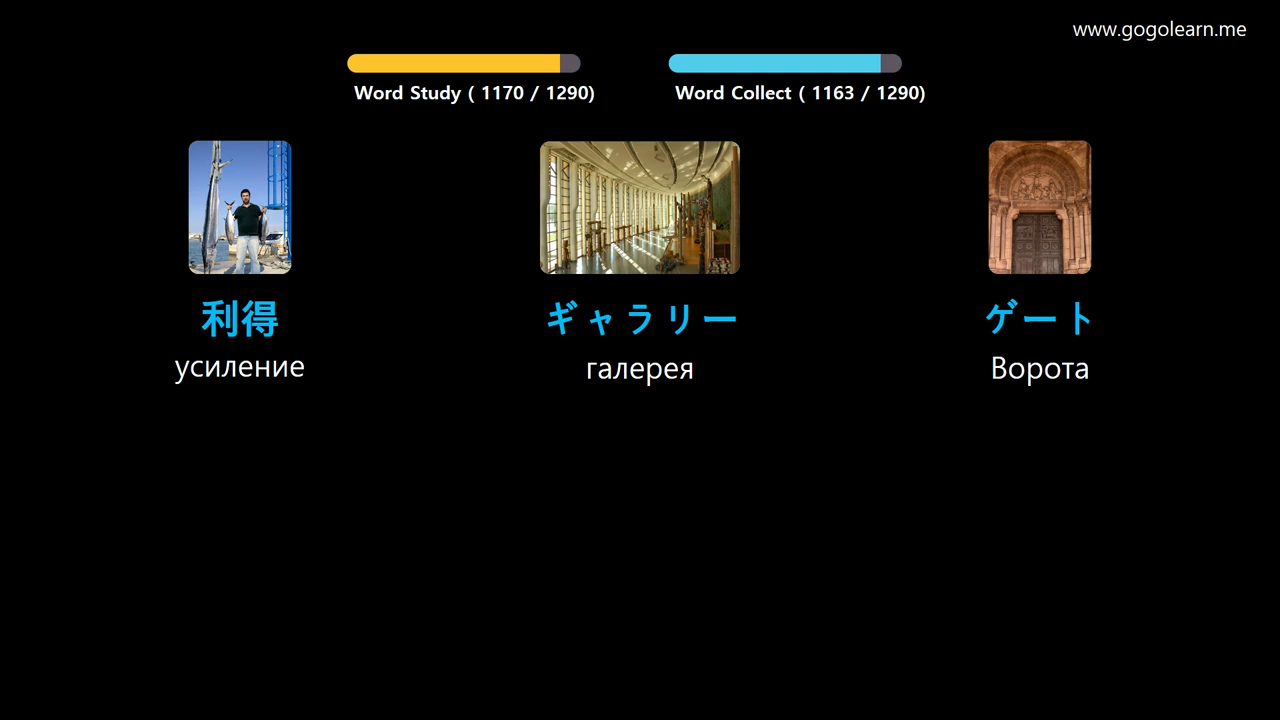 www.gogolearn.me
Word Study ( 1170 / 1290)
Word Collect ( 1163 / 1290)
利得
ギャラリー
ゲート
усиление
галерея
Ворота